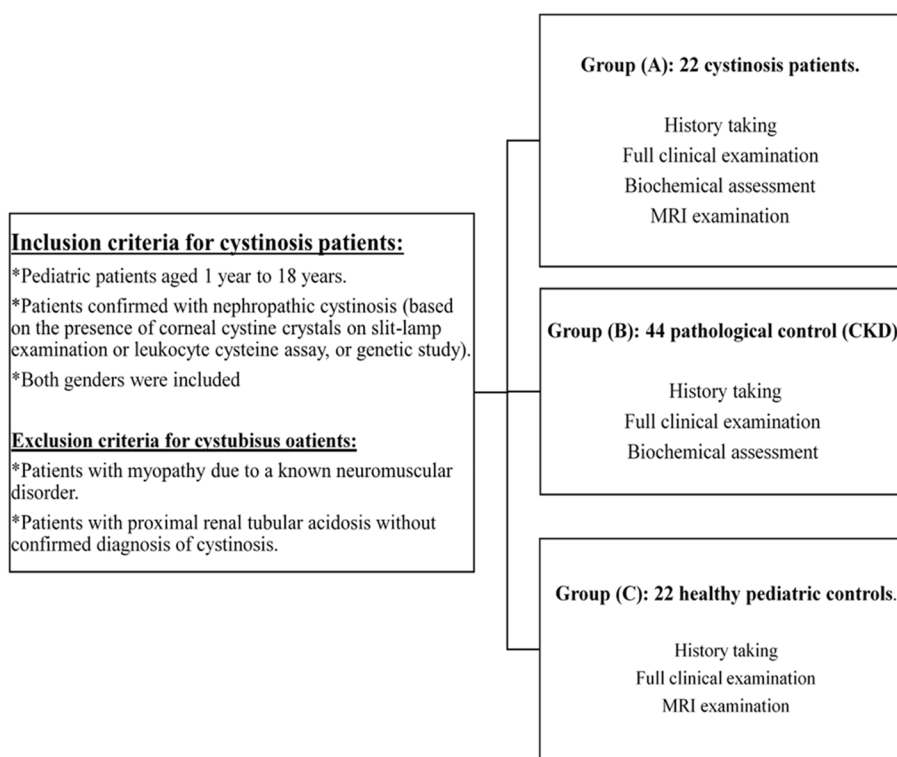 Inclusion criteria for cystinosis patients:
*Pediatric patients aged 1 year to 18 years.
*Patients confirmed with nephropathic cystinosis (based
on the presence of corneal cystine crystals on slit-lamp
examination or leukocyte cysteine assay, or genetic study).
*Both genders were included
Exclusion criteria for cystubisus oatients:
*Patients with myopathy due to a known neuromuscular
disorder.
*Patients with proximal renal tubular acidosis without
confirmed diagnosis of cystinosis.
Group (A): 22 cystinosis patients.
History taking
Full clinical examination
Biochemical assessment
MRI examination
Group (B): 44 pathological control (CKD)
History taking
Full clinical examination
Biochemical assessment
Group (C): 22 healthy pediatric controls.
History taking
Full clinical examination
MRI examination